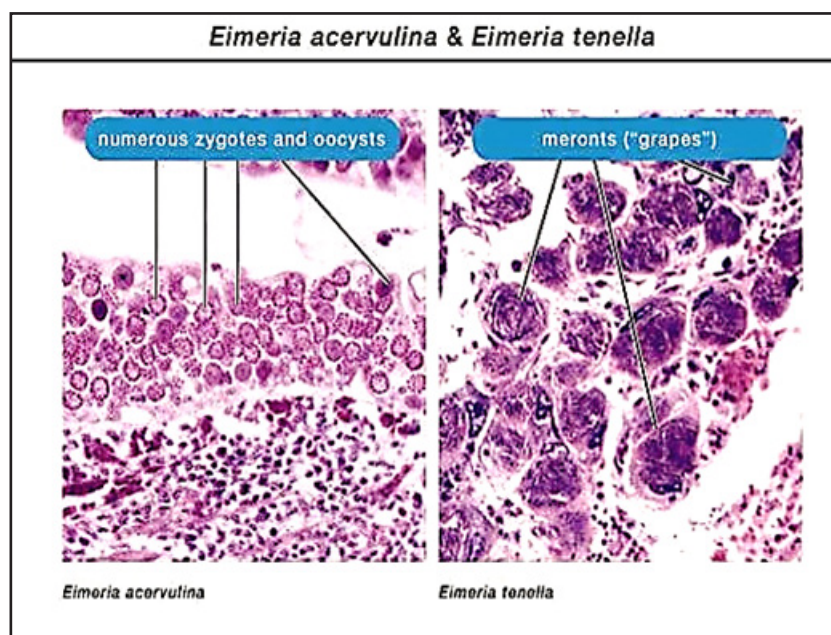 Eimeria acervulina & Eimeria tenella
numerous zygotes and oocysts
meronts ("grapes")
Eimeria acervulina
Eimeria tenella